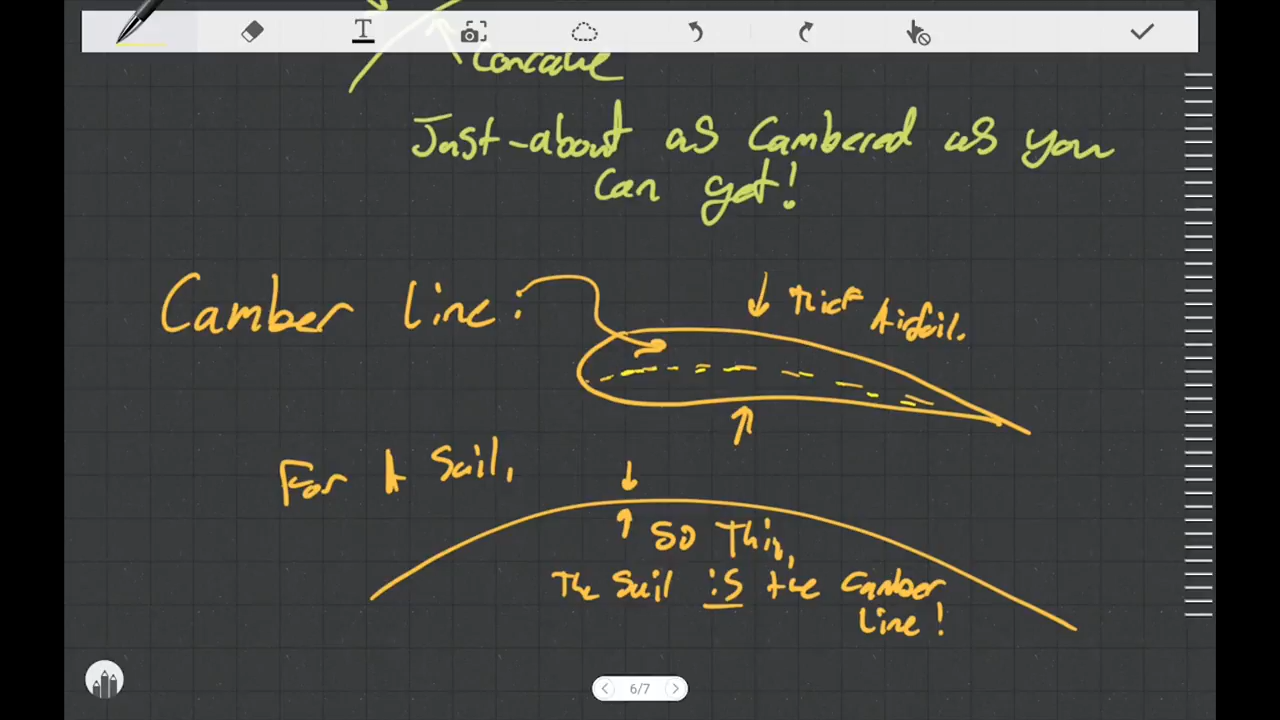 T
Concave
Just-about as Cambered as you
can get!
Camber Line:
Thick Airfoil.
For A Sail,
So Thin,
The Sail is the Camber
Line!
6/7